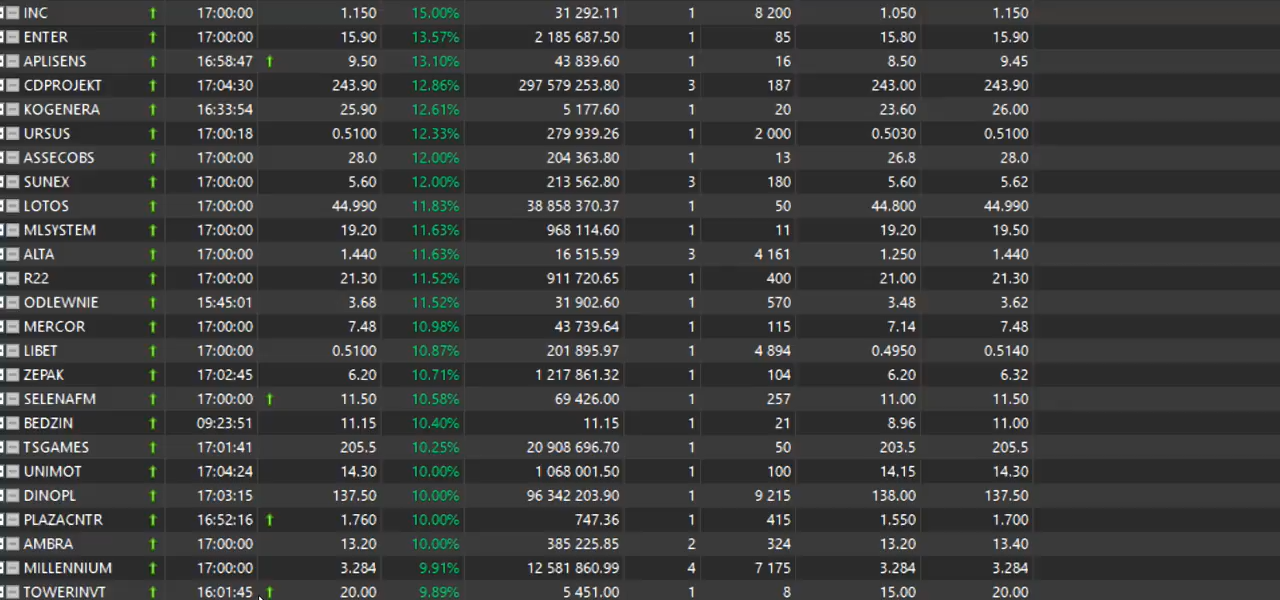 INC 17:00:00 1.150 15.00% 31 292.11 1 8 200 1.050 1.150
ENTER 17:00:00 15.90 13.57% 2 185 687.50 1 85 15.80 15.90
APLISENS 16:58:47 9.50 13.10% 43 839.60 1 16 8.50 9.45
CDPROJEKT 17:04:30 243.90 12.86% 297 579 253.80 3 187 243.00 243.90
KOGENERA 16:33:54 25.90 12.61% 5 177.60 1 20 23.60 26.00
URSUS 17:00:18 0.5100 12.33% 279 939.26 1 2 000 0.5030 0.5100
ASSECOBS 17:00:00 28.0 12.00% 204 363.80 1 13 26.8 28.0
SUNEX 17:00:00 5.60 12.00% 213 562.80 3 180 5.60 5.62
LOTOS 17:00:00 44.990 11.83% 38 858 370.37 1 50 44.800 44.990
MLSYSTEM 17:00:00 19.20 11.63% 968 114.60 1 11 19.20 19.50
ALTA 17:00:00 1.440 11.63% 16 515.59 3 4 161 1.250 1.440
R22 17:00:00 21.30 11.52% 911 720.65 1 400 21.00 21.30
ODLEWNIE 15:45:01 3.68 11.52% 31 902.60 1 570 3.48 3.62
MERCOR 17:00:00 7.48 10.98% 43 739.64 1 115 7.14 7.48
LIBET 17:00:00 0.5100 10.87% 201 895.97 1 4 894 0.4950 0.5140
ZEPAK 17:02:45 6.20 10.71% 1 217 861.32 1 104 6.20 6.32
SELENAFM 17:00:00 11.50 10.58% 69 426.00 1 257 11.00 11.50
BEDZIN 09:23:51 11.15 10.40% 11.15 1 21 8.96 11.00
TSGAMES 17:01:41 205.5 10.25% 20 908 696.70 1 50 203.5 205.5
UNIMOT 17:04:24 14.30 10.00% 1 068 001.50 1 100 14.15 14.30
DINOPL 17:03:15 137.50 10.00% 96 342 203.90 1 9 215 138.00 137.50
PLAZACNTR 16:52:16 1.760 10.00% 747.36 1 415 1.550 1.700
AMBRA 17:00:00 13.20 10.00% 385 225.85 2 324 13.20 13.40
MILLENNIUM 17:00:00 3.284 9.91% 12 581 860.99 4 7 175 3.284 3.284
TOWERINVT 16:01:45 20.00 9.89% 5 451.00 1 8 15.00 20.00